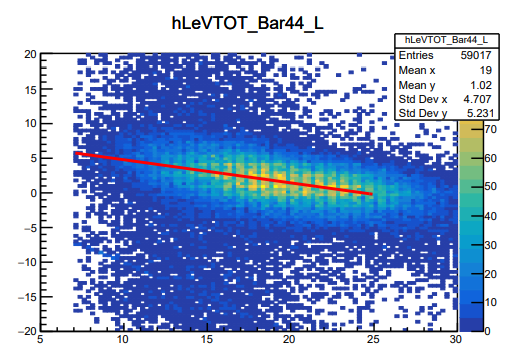 hLeVTOT_Bar44_L
hLeVTOT_Bar44_L
Entries 59017
Mean x 19
Mean y 1.02
Std Dev x 4.707
Std Dev y 6.231
20
15
10
5
0
−5
−10
−15
−20
5 10 15 20 25 30
70
60
50
40
30
20
10
0